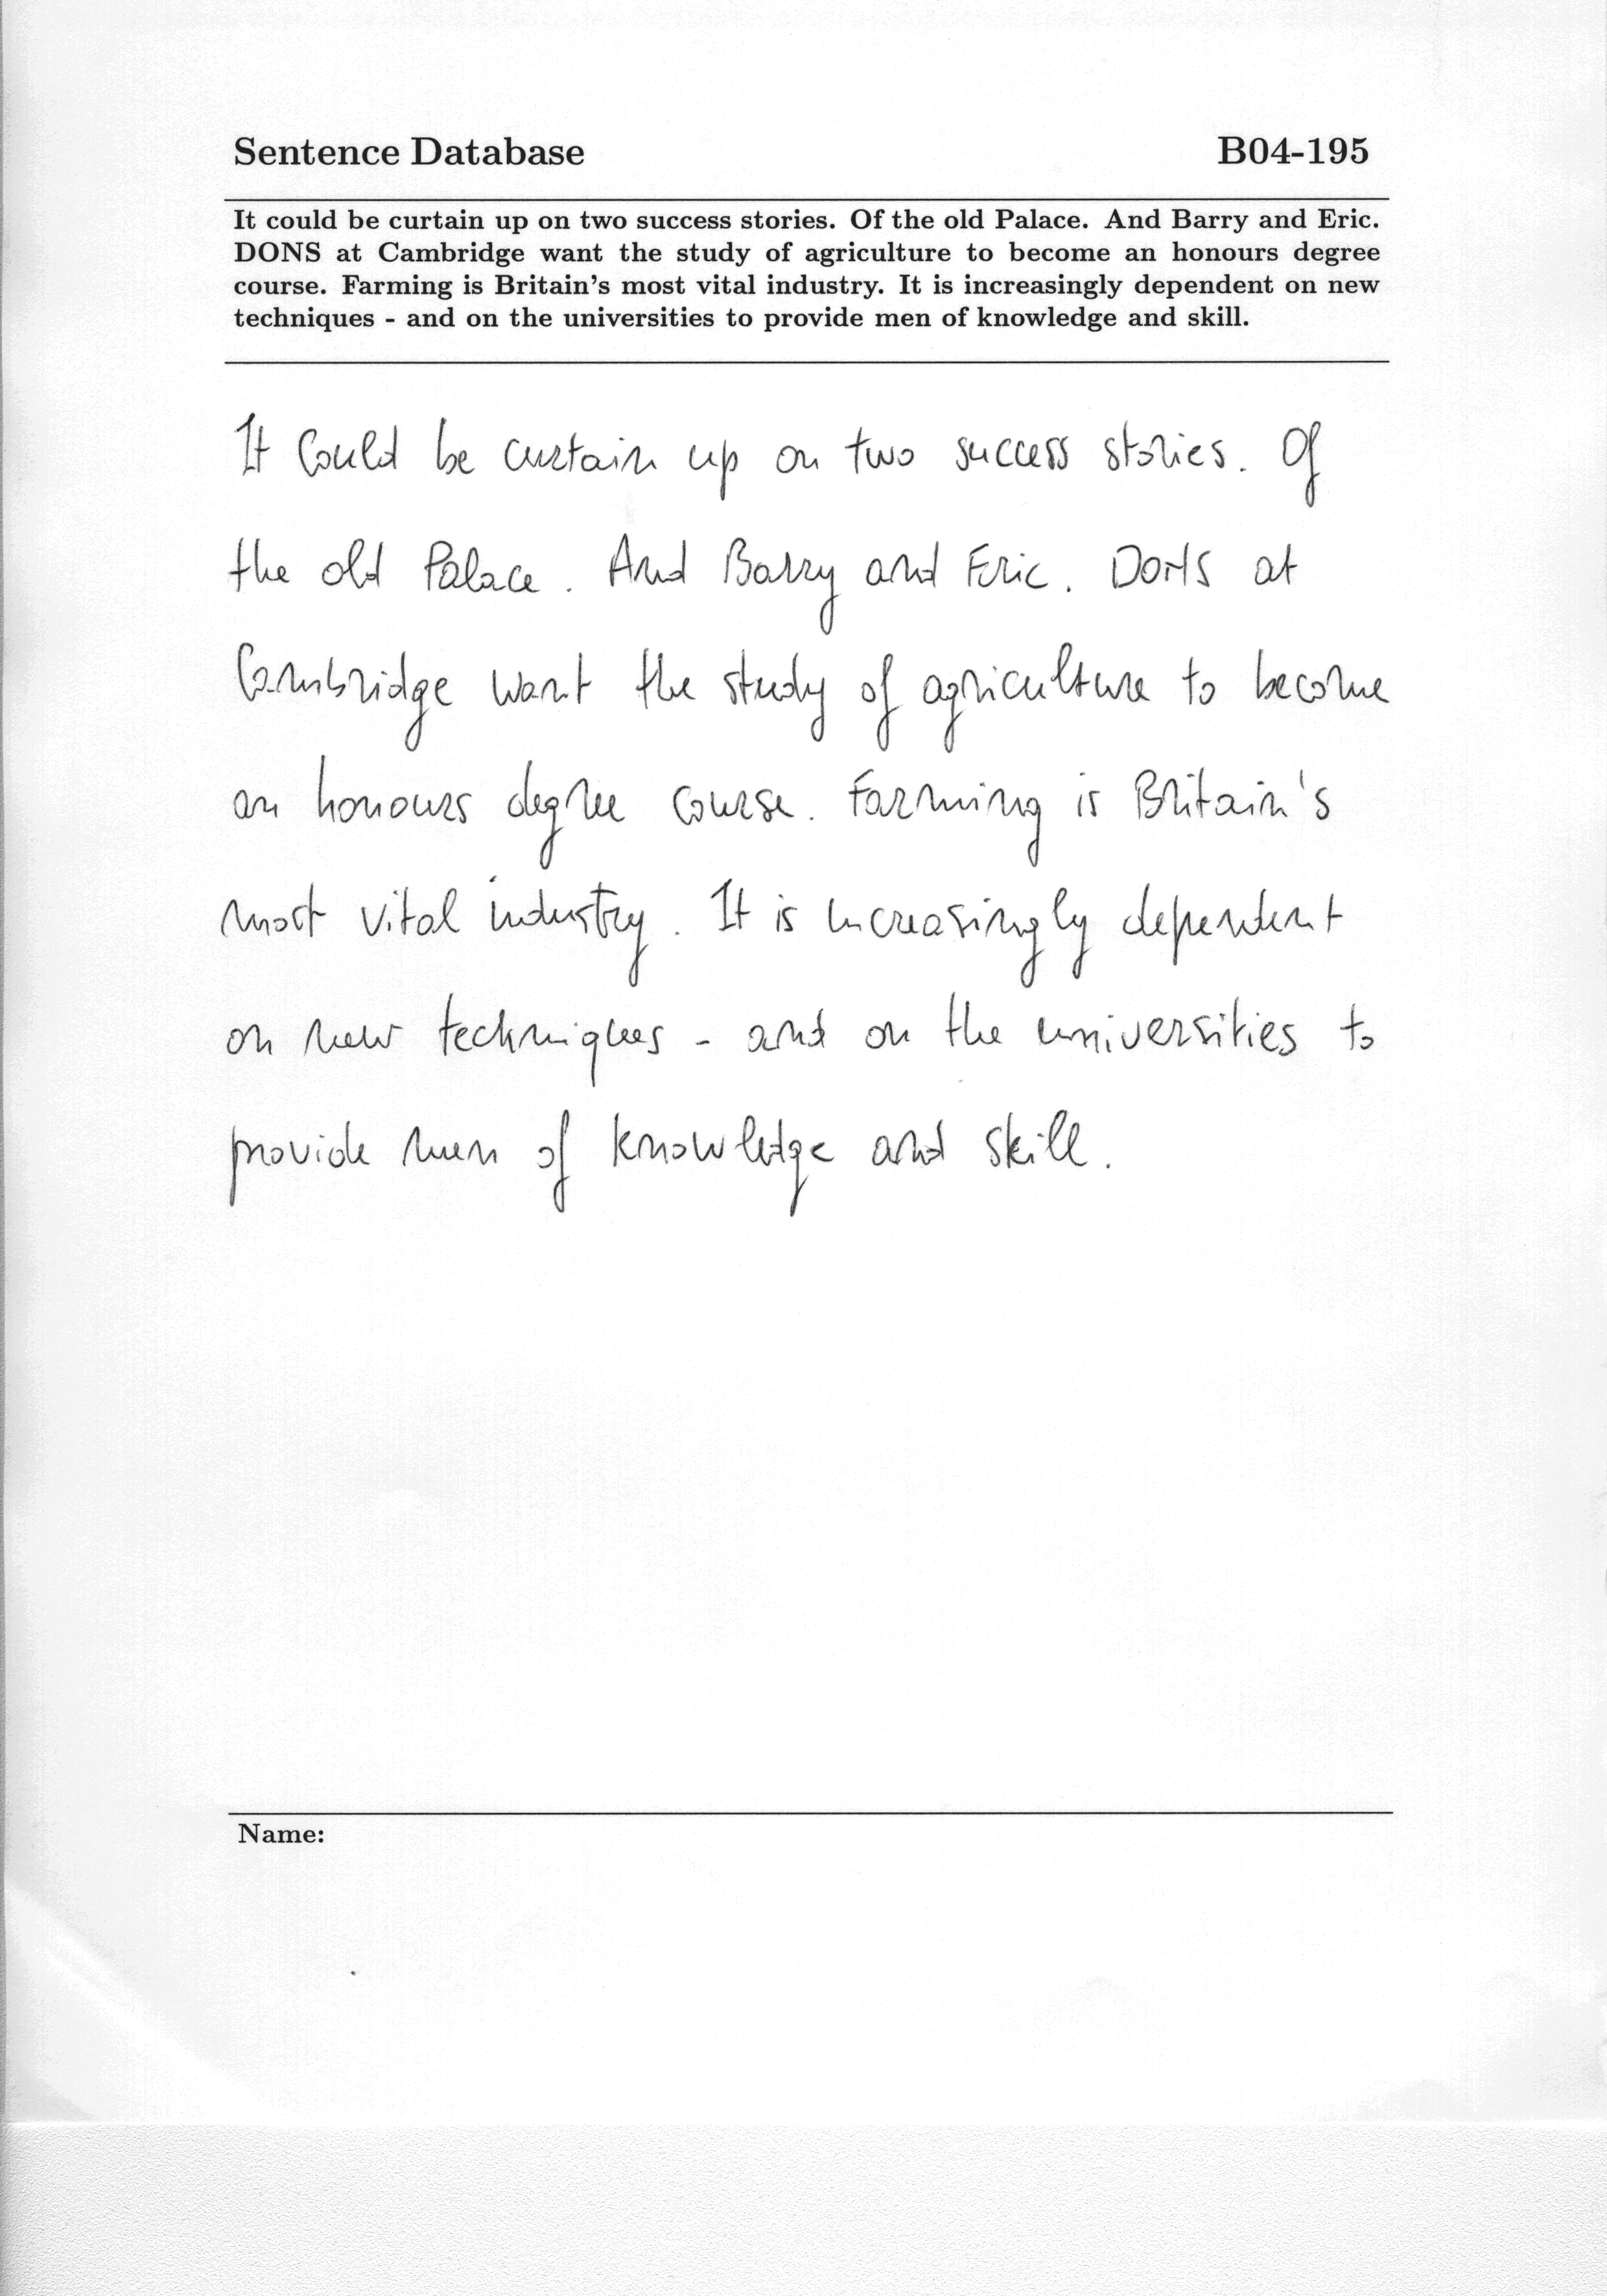 Sentence Database B04-195
It could be curtain up on two success stories. Of the old Palace. And Barry and Eric.
DONS at Cambridge want the study of agriculture to become an honours degree
course. Farming is Britain's most vital industry. It is increasingly dependent on new
techniques - and on the universities to provide men of knowledge and skill.
It could be curtain up on two success stories. Of
the old Palace. And Barry and Eric. DONS at
Cambridge want the study of agriculture to become
an honours degree course. Farming is Britain's
most vital industry. It is increasingly dependent
on new techniques - and on the universities to
provide men of knowledge and skill.
Name: